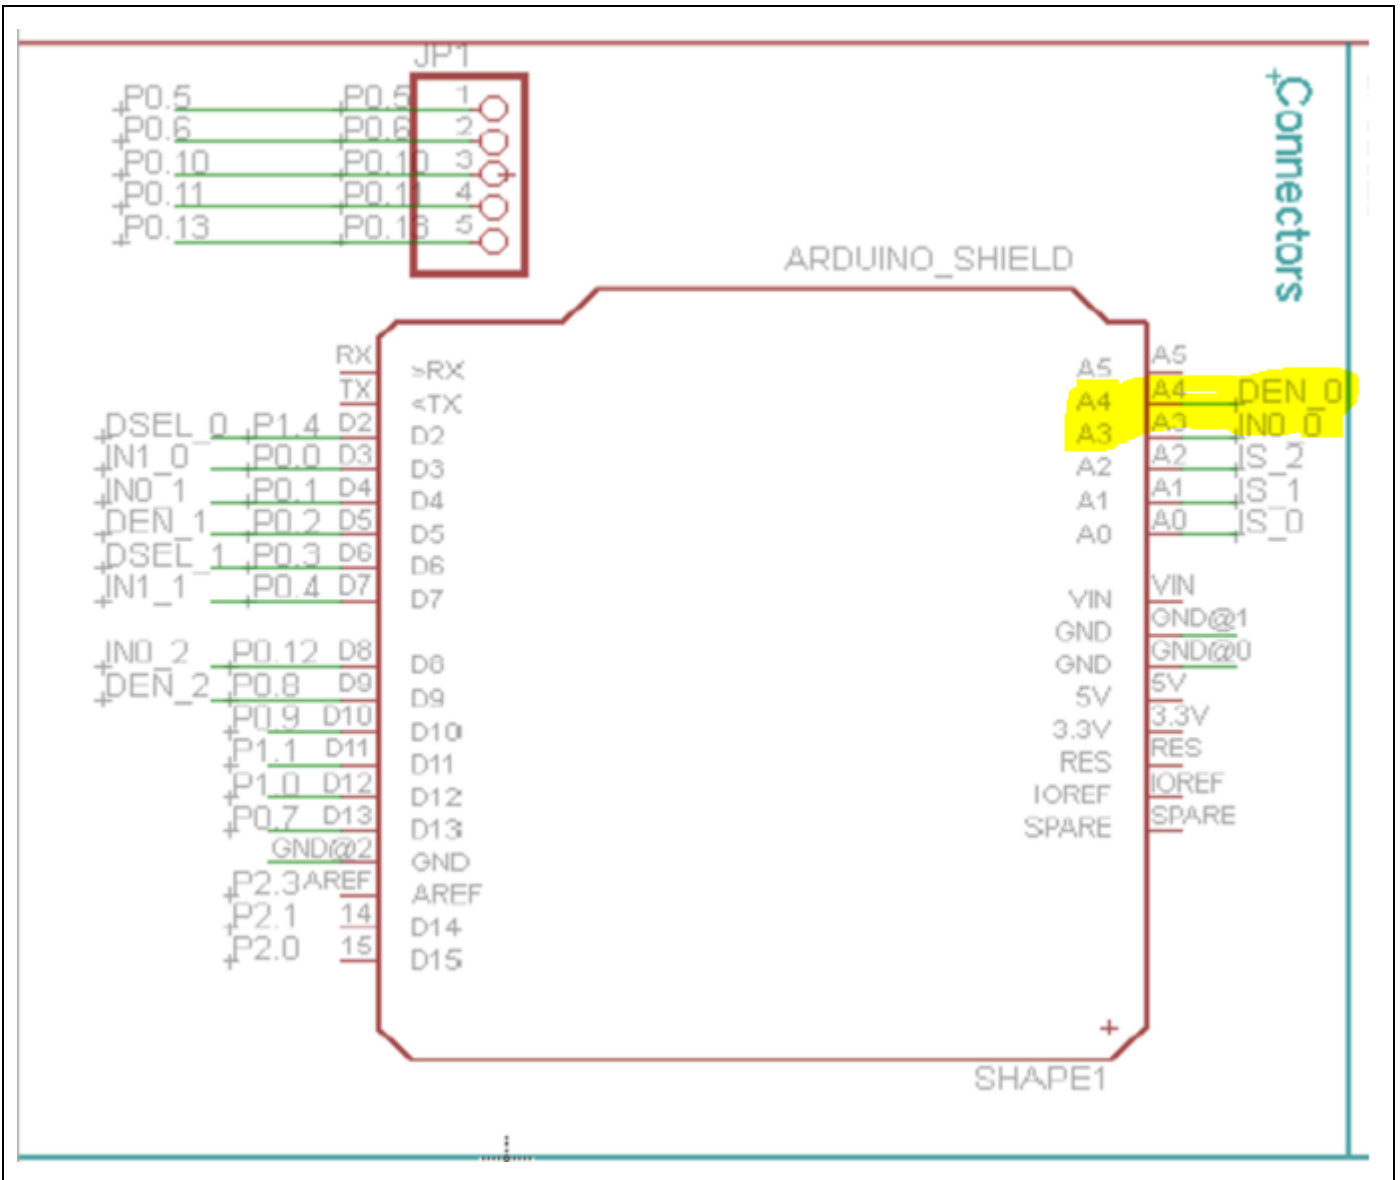 JP1
P0.5 P0.5 1
P0.6 P0.6 2
P0.10 P0.10 3
P0.11 P0.11 4
P0.13 P0.13 5
Connectors
ARDUINO_SHIELD
RX >RX A5 A5
TX <TX A4 A4 DEN_0
DSEL_0 P1.4 D2 D2 A3 A3 IN0_0
IN1_0 P0.0 D3 D3 A2 A2 IS_2
IN0_1 P0.1 D4 D4 A1 A1 IS_1
DEN_1 P0.2 D5 D5 A0 A0 IS_0
DSEL_1 P0.3 D6 D6
IN1_1 P0.4 D7 D7 VIN VIN
GND GND@1
IN0_2 P0.12 D8 D8 GND GND@0
DEN_2 P0.8 D9 D9 5V 5V
P0.9 D10 D10 3.3V 3.3V
P1.1 D11 D11 RES RES
P1.0 D12 D12 IOREF IOREF
P0.7 D13 D13 SPARE SPARE
GND@2 GND
P2.3 AREF AREF
P2.1 14 D14
P2.0 15 D15
SHAPE1